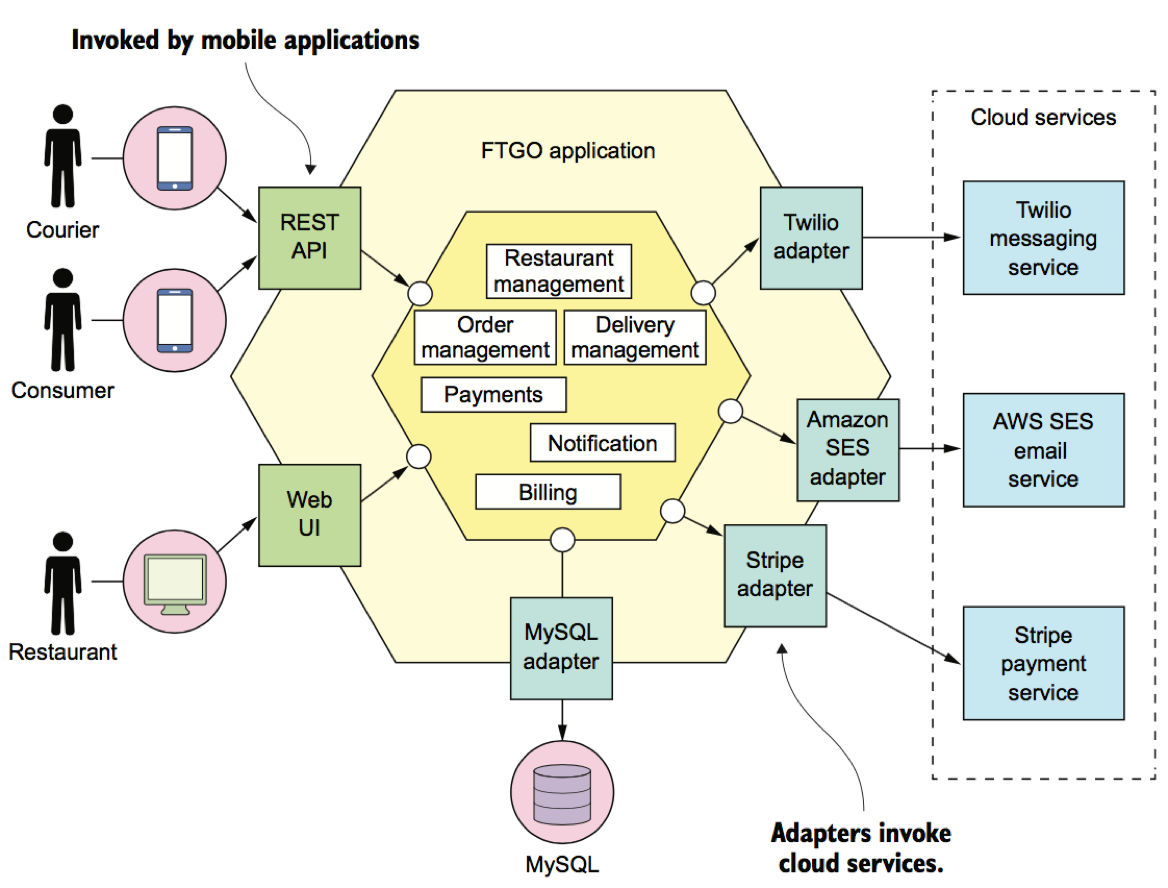 Invoked by mobile applications
Courier
Consumer
Restaurant
REST
API
Web
UI
FTGO application
Restaurant
management
Order
management
Delivery
management
Payments
Notification
Billing
Twilio
adapter
Amazon
SES
adapter
Stripe
adapter
MySQL
adapter
MySQL
Cloud services
Twilio
messaging
service
AWS SES
email
service
Stripe
payment
service
Adapters invoke
cloud services.